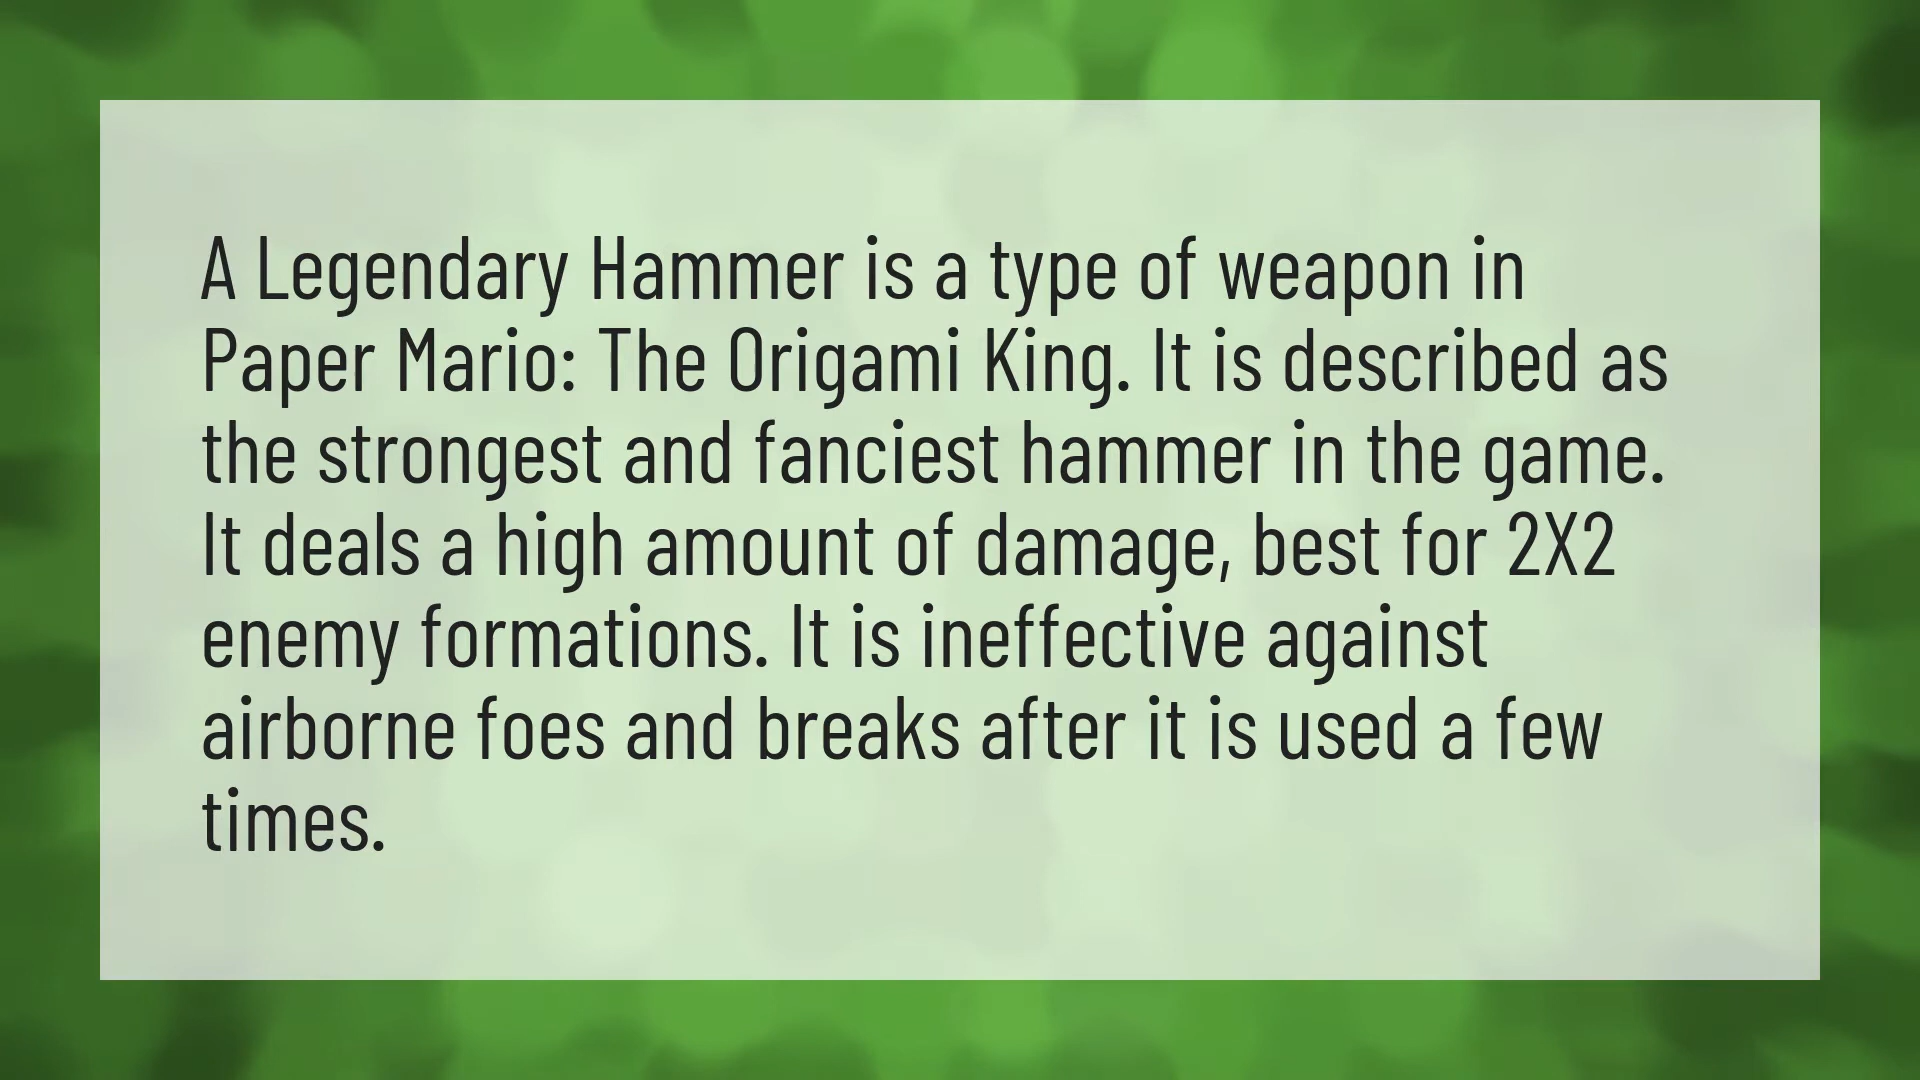 A Legendary Hammer is a type of weapon in
Paper Mario: The Origami King. It is described as
the strongest and fanciest hammer in the game.
It deals a high amount of damage, best for 2X2
enemy formations. It is ineffective against
airborne foes and breaks after it is used a few
times.